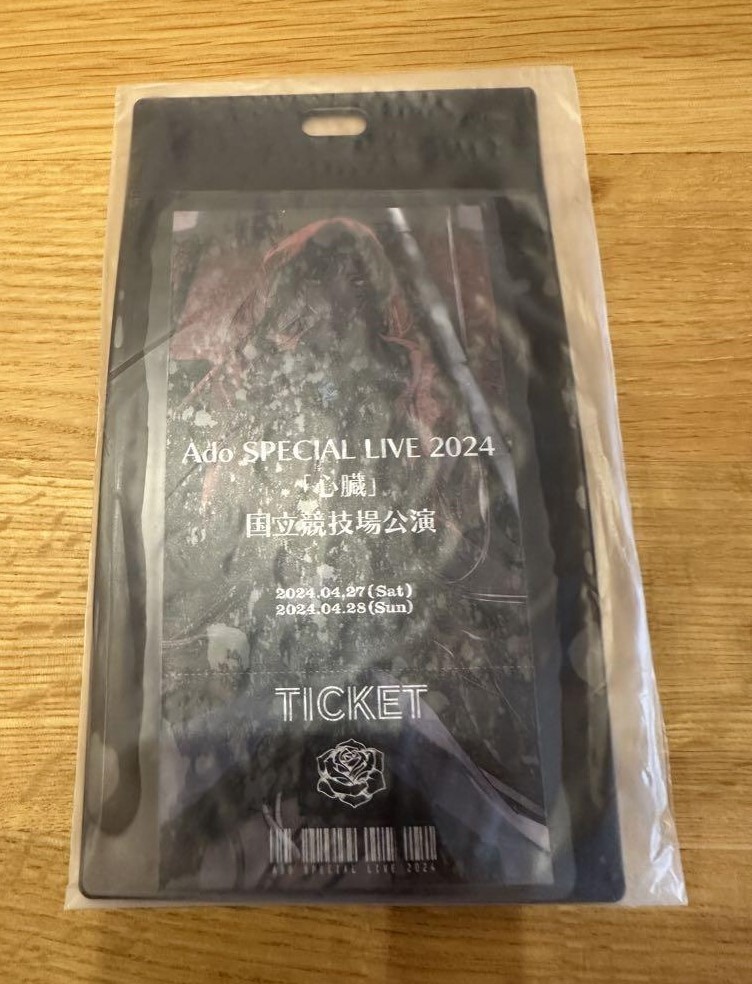 Ado SPECIAL LIVE 2024
「心臓」
国立競技場公演
2024.04.27(Sat)
2024.04.28(Sun)
TICKET
ADO SPECIAL LIVE 2024